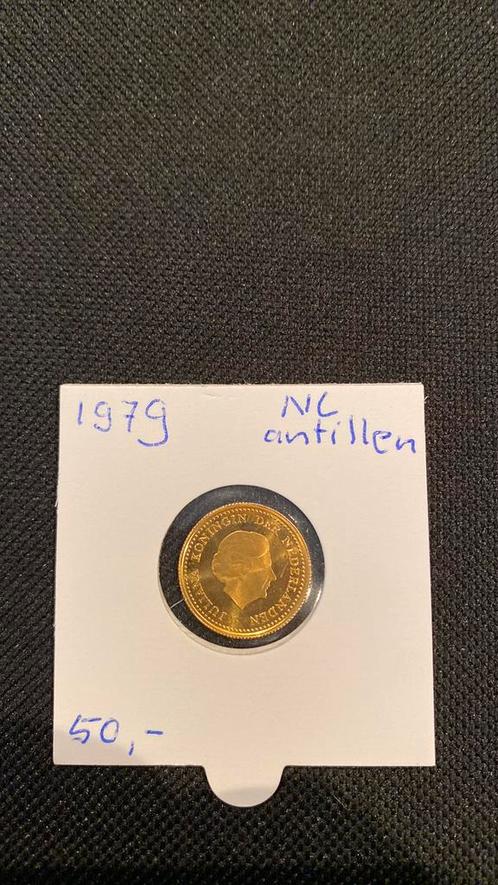 1979
NL
antillen
JULIANA KONINGIN DER NEDERLANDEN
50,-